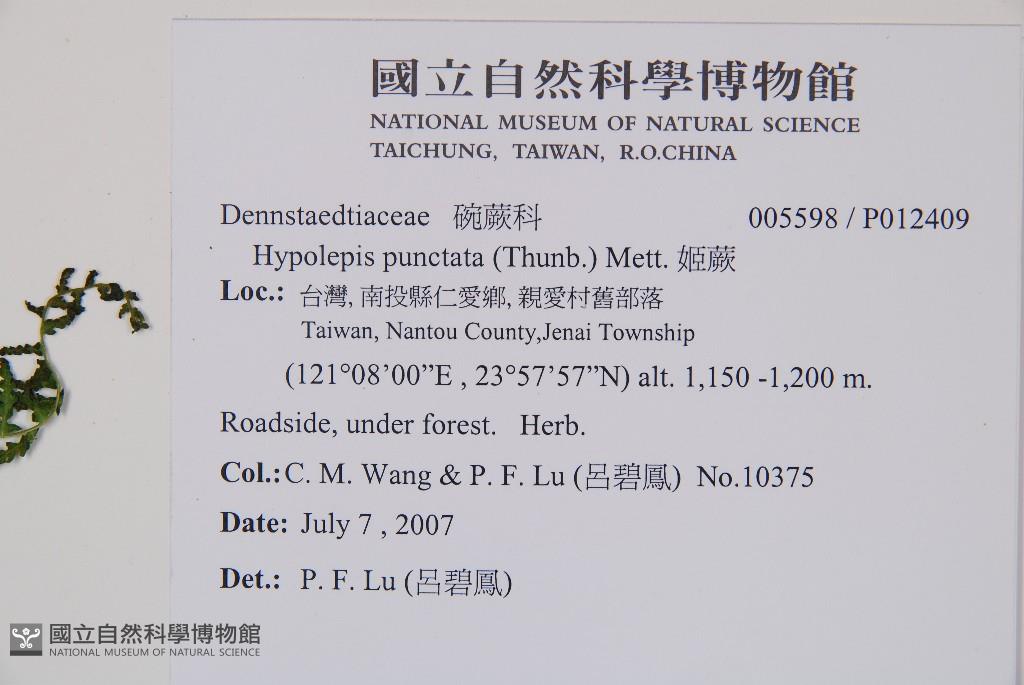 國立自然科學博物館
NATIONAL MUSEUM OF NATURAL SCIENCE
TAICHUNG, TAIWAN, R.O.CHINA
Dennstaedtiaceae 碗蕨科 005598 / P012409
Hypolepis punctata (Thunb.) Mett. 姬蕨
Loc.: 台灣, 南投縣仁愛鄉, 親愛村舊部落
Taiwan, Nantou County,Jenai Township
(121°08’00”E , 23°57’57”N) alt. 1,150 -1,200 m.
Roadside, under forest. Herb.
Col.: C. M. Wang & P. F. Lu (呂碧鳳) No.10375
Date: July 7 , 2007
Det.: P. F. Lu (呂碧鳳)
國立自然科學博物館
NATIONAL MUSEUM OF NATURAL SCIENCE